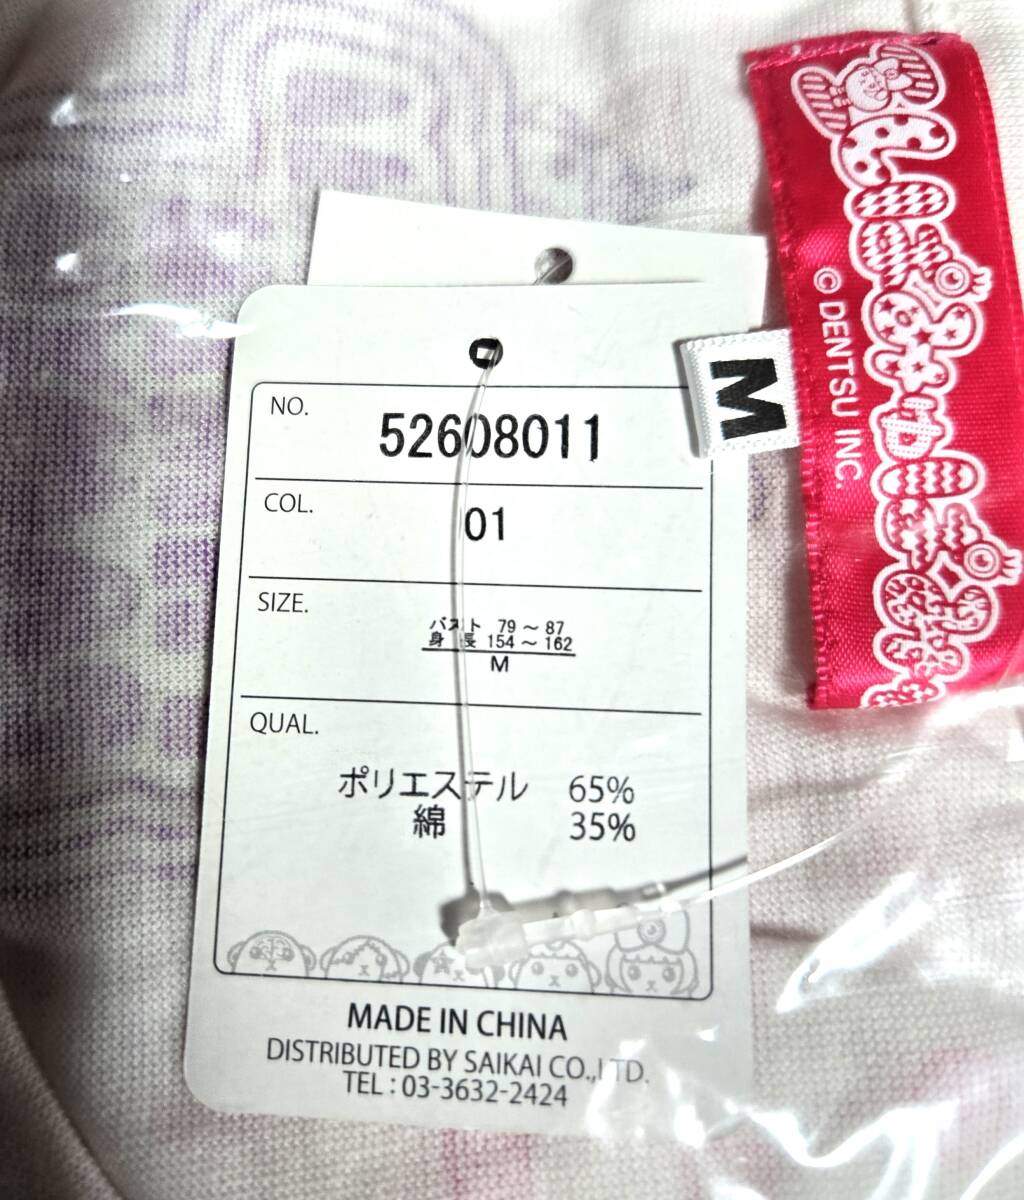 NO.
52608011
COL.
01
SIZE.
バスト 79～87
身長 154～162
M
QUAL.
ポリエステル 65%
綿 35%
MADE IN CHINA
DISTRIBUTED BY SAIKAI CO.,LTD.
TEL：03-3632-2424
M
© DENTSU INC.